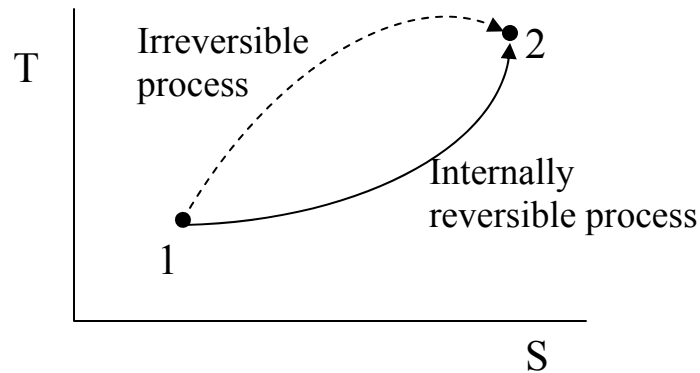 Irreversible
process
T
2
Internally
reversible process
1
S